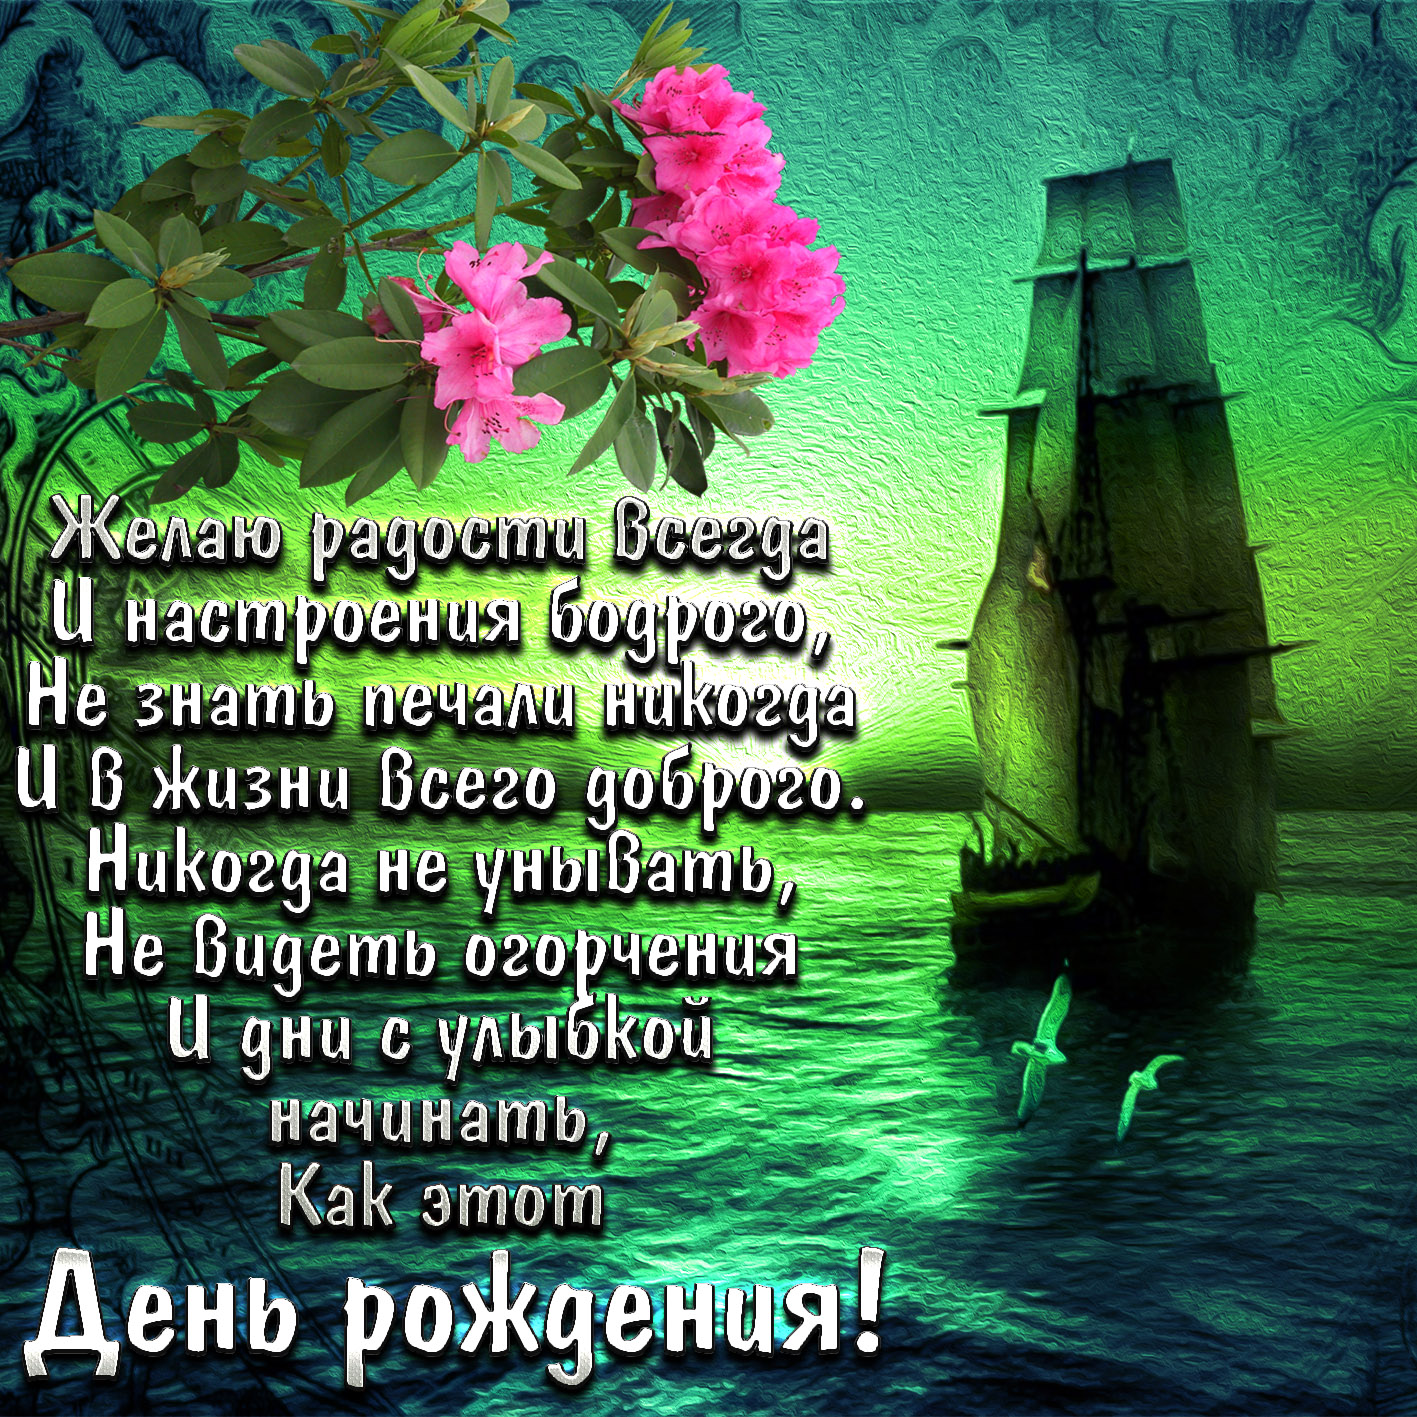 Желаю радости всегда
И настроения бодрого,
Не знать печали никогда
И в жизни всего доброго.
Никогда не унывать,
Не видеть огорчения
И дни с улыбкой
начинать,
Как этот
День рождения!